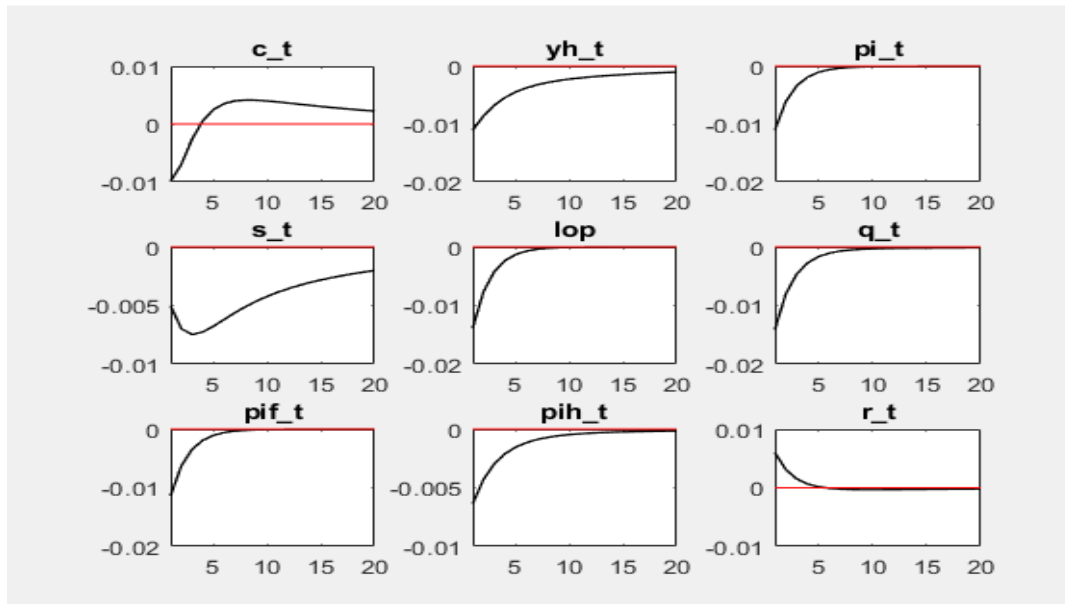 c_t yh_t pi_t
0.01 0 0
0 -0.01 -0.01
-0.01 -0.02 -0.02
5 10 15 20 5 10 15 20 5 10 15 20
s_t lop q_t
0 0 0
-0.005 -0.01 -0.01
-0.01 -0.02 -0.02
5 10 15 20 5 10 15 20 5 10 15 20
pif_t pih_t r_t
0 0 0.01
-0.01 -0.005 0
-0.02 -0.01 -0.01
5 10 15 20 5 10 15 20 5 10 15 20